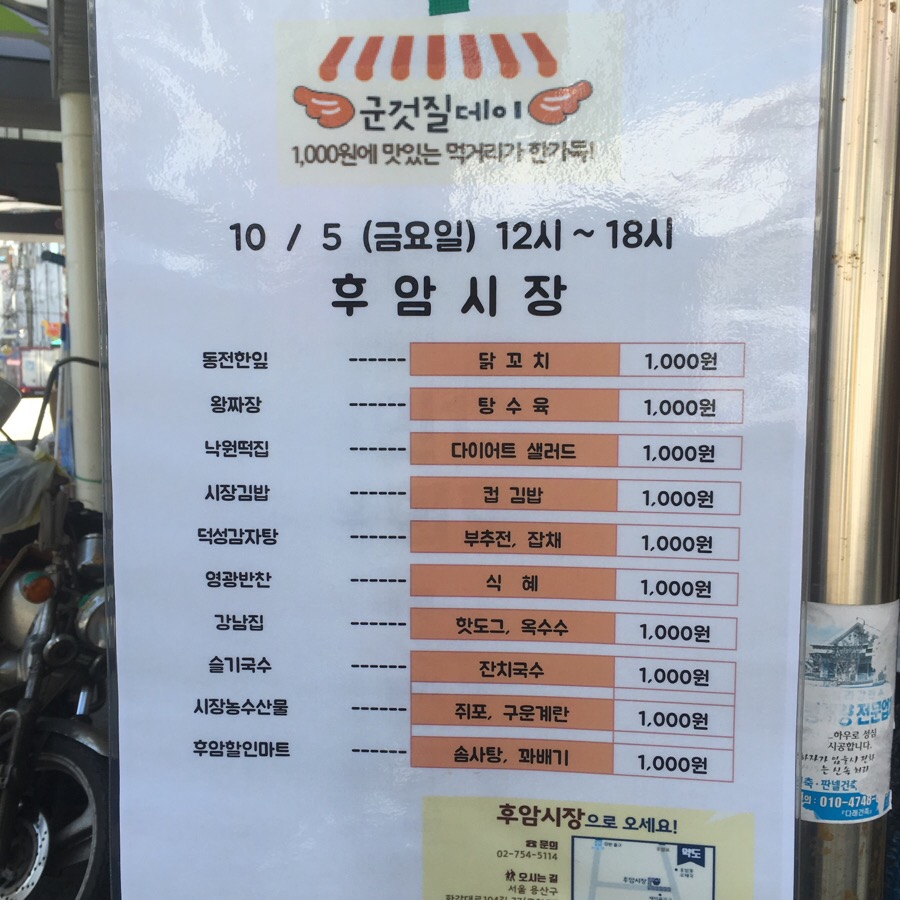 군것질데이
1,000원에 맛있는 먹거리가 한가득!
10 / 5 (금요일) 12시 ~ 18시
후암시장
동전한잎 ------ 닭꼬치 1,000원
왕짜장 ------ 탕수육 1,000원
낙원떡집 ------ 다이어트 샐러드 1,000원
시장김밥 ------ 컵 김밥 1,000원
덕성감자탕 ------ 부추전, 잡채 1,000원
영광반찬 ------ 식 혜 1,000원
강남집 ------ 핫도그, 옥수수 1,000원
슬기국수 ------ 잔치국수 1,000원
시장농수산물 ------ 쥐포, 구운계란 1,000원
후암할인마트 ------ 솜사탕, 꽈배기 1,000원
후암시장으로 오세요!
☎ 문의
02-754-5114
오시는 길
서울 용산구
약도
후암시장
강전문업
하우로 성심
시공합니다.
축·판넬건축
010-4748-